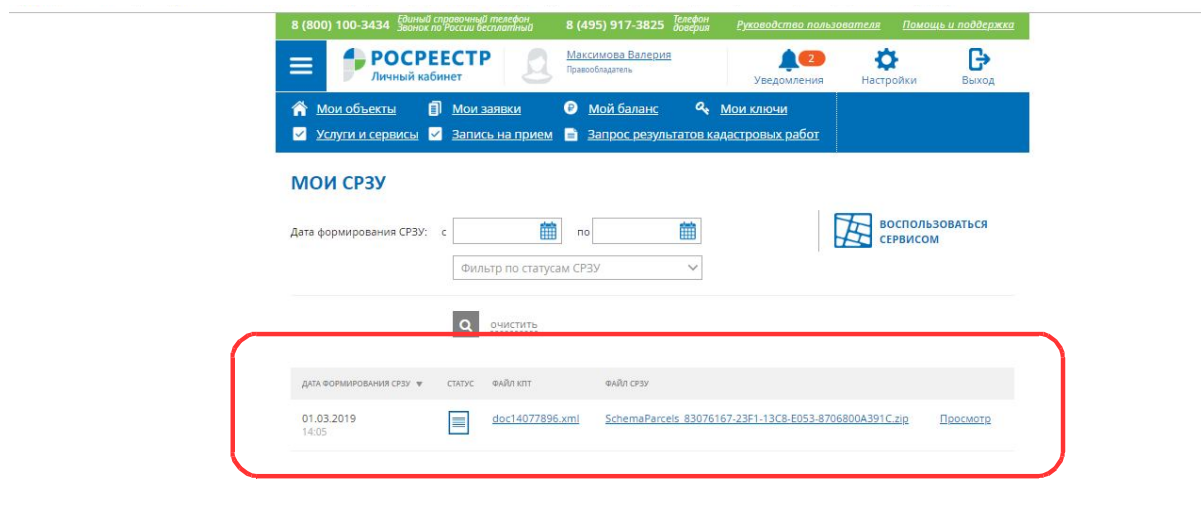 8 (800) 100-3434 Единый справочный телефон 8 (495) 917-3825 Телефон Руководство пользователя Помощь и поддержка
Звонок по России бесплатный доверия
РОСРЕЕСТР Максимова Валерия 2
Личный кабинет Правообладатель Уведомления Настройки Выход
Мои объекты Мои заявки Мой баланс Мои ключи
Услуги и сервисы Запись на прием Запрос результатов кадастровых работ
МОИ СРЗУ
Дата формирования СРЗУ: с по ВОСПОЛЬЗОВАТЬСЯ
СЕРВИСОМ
Фильтр по статусам СРЗУ
очистить
ДАТА ФОРМИРОВАНИЯ СРЗУ ▼ СТАТУС ФАЙЛ КПТ ФАЙЛ СРЗУ
01.03.2019 doc14077896.xml SchemaParcels_83076167-23F1-13C8-E053-8706800A391C.zip Просмотр
14:05